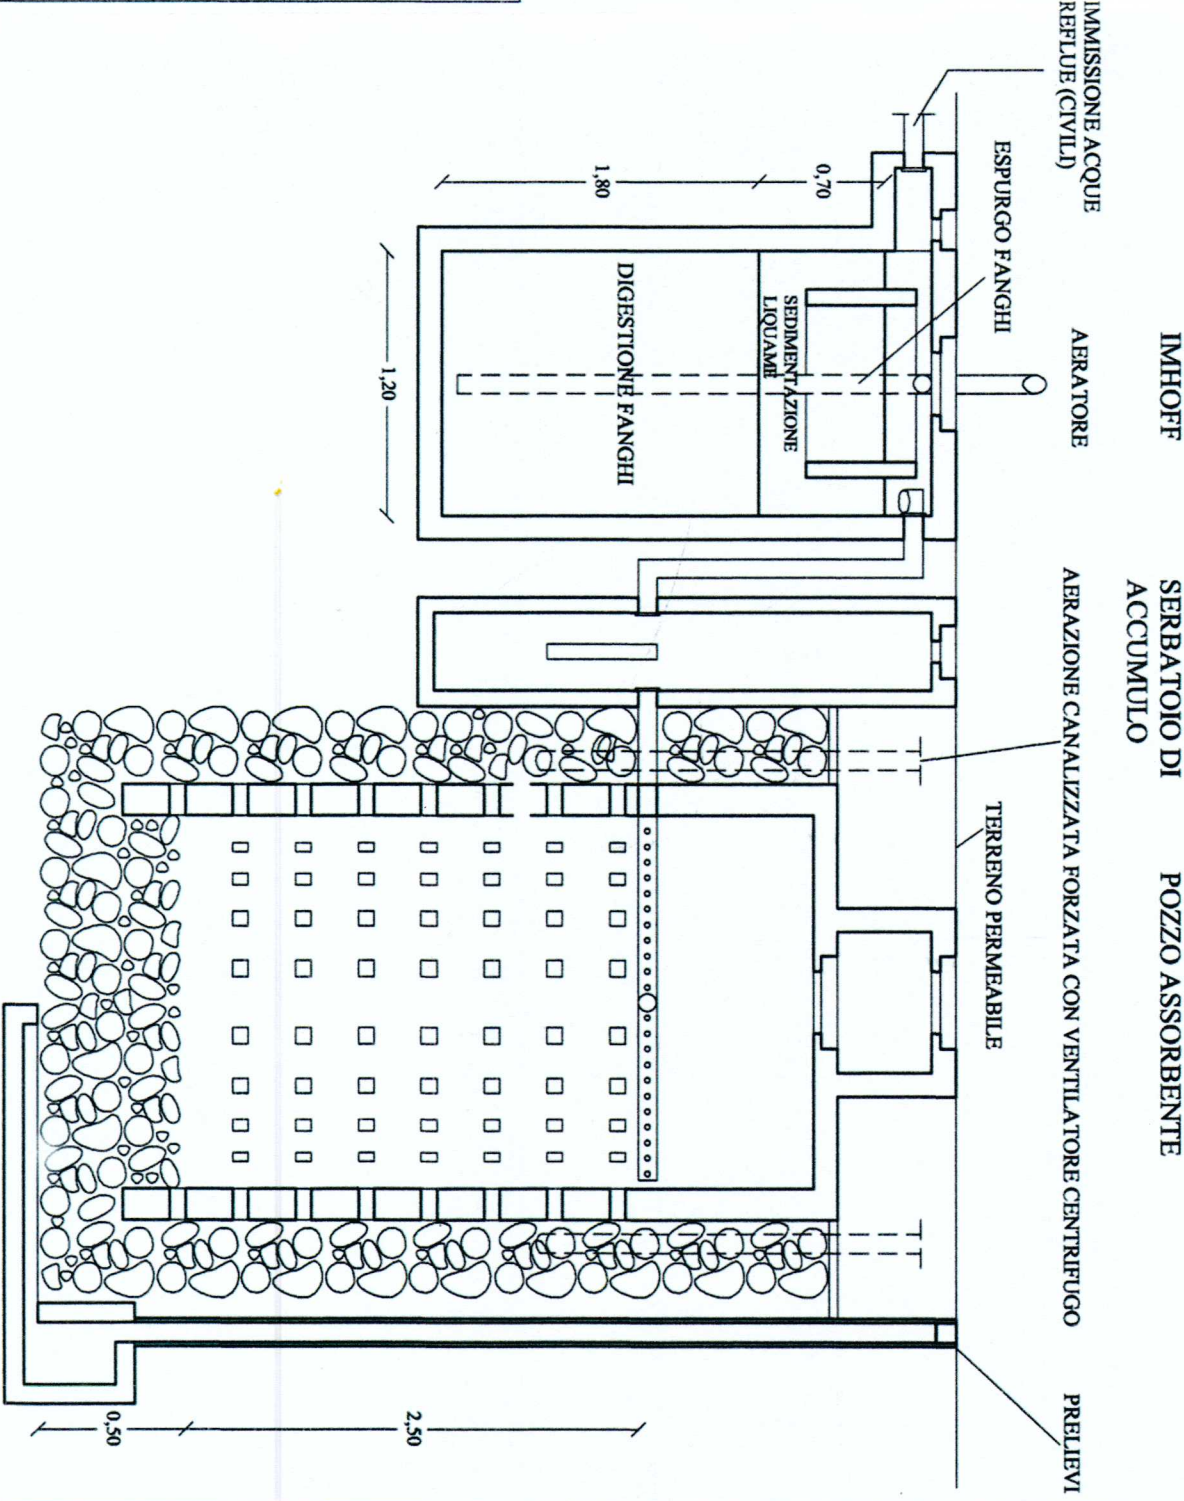 IMHOFF
SERBATOIO DI
ACCUMULO
POZZO ASSORBENTE
IMMISSIONE ACQUE
REFLUE (CIVILI)
ESPURGO FANGHI
AERATORE
AERAZIONE CANALIZZATA FORZATA CON VENTILATORE CENTRIFUGO
PRELIEVI
TERRENO PERMEABILE
0,70
1,80
SEDIMENTAZIONE
LIQUAME
DIGESTIONE FANGHI
1,20
2,50
0,50